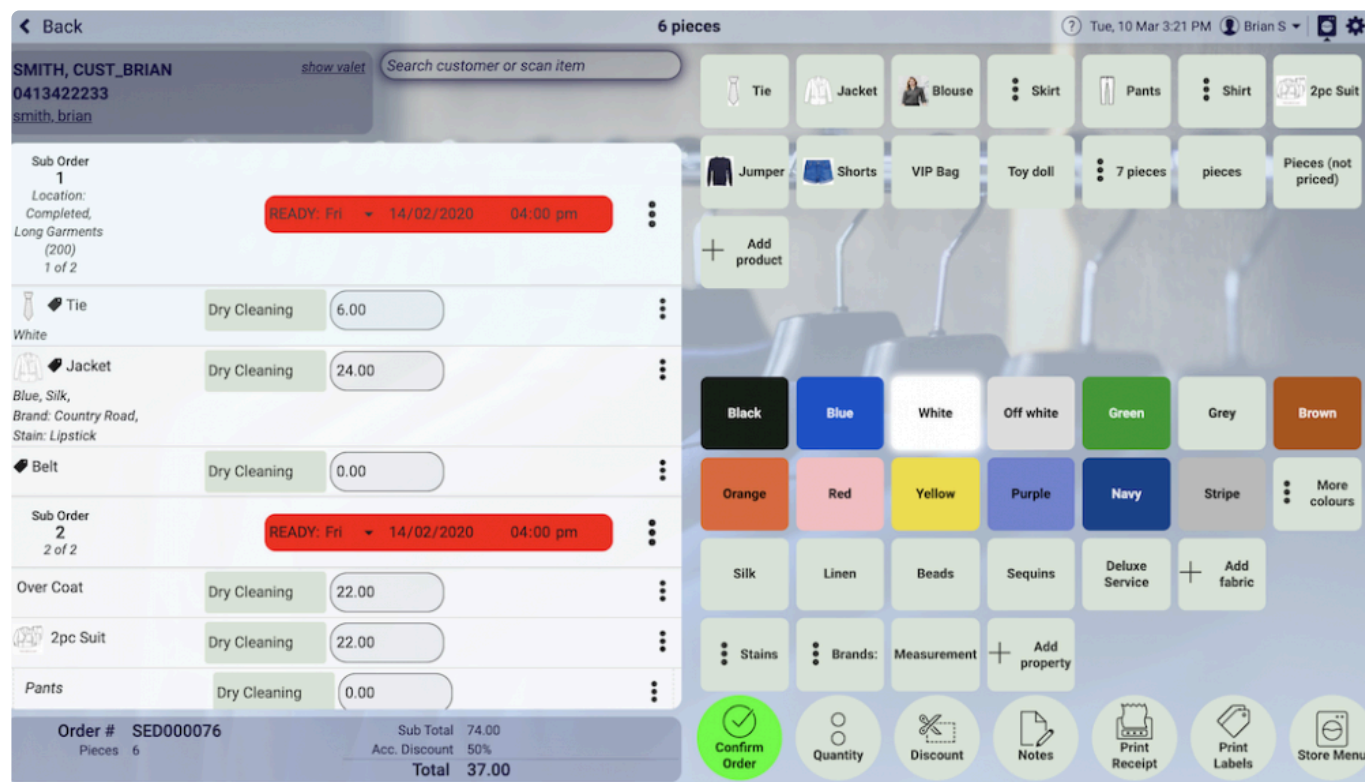 Back
6 pieces
? Tue, 10 Mar 3:21 PM Brian S
SMITH, CUST_BRIAN
show valet
0413422233
smith, brian
Search customer or scan item
Sub Order
1
Location:
Completed,
Long Garments
(200)
1 of 2
READY: Fri 14/02/2020 04:00 pm
Tie
White
Dry Cleaning 6.00
Jacket
Blue, Silk,
Brand: Country Road,
Stain: Lipstick
Dry Cleaning 24.00
Belt
Dry Cleaning 0.00
Sub Order
2
2 of 2
READY: Fri 14/02/2020 04:00 pm
Over Coat
Dry Cleaning 22.00
2pc Suit
Dry Cleaning 22.00
Pants
Dry Cleaning 0.00
Order # SED000076
Pieces 6
Sub Total 74.00
Acc. Discount 50%
Total 37.00
Tie
Jacket
Blouse
Skirt
Pants
Shirt
2pc Suit
Jumper
Shorts
VIP Bag
Toy doll
7 pieces
pieces
Pieces (not
priced)
Add
product
Black
Blue
White
Off white
Green
Grey
Brown
Orange
Red
Yellow
Purple
Navy
Stripe
More
colours
Silk
Linen
Beads
Sequins
Deluxe
Service
Add
fabric
Stains
Brands:
Measurement
Add
property
Confirm
Order
Quantity
Discount
Notes
Print
Receipt
Print
Labels
Store Menu